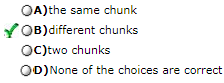 A)the same chunk
B)different chunks
C)two chunks
D)None of the choices are correct